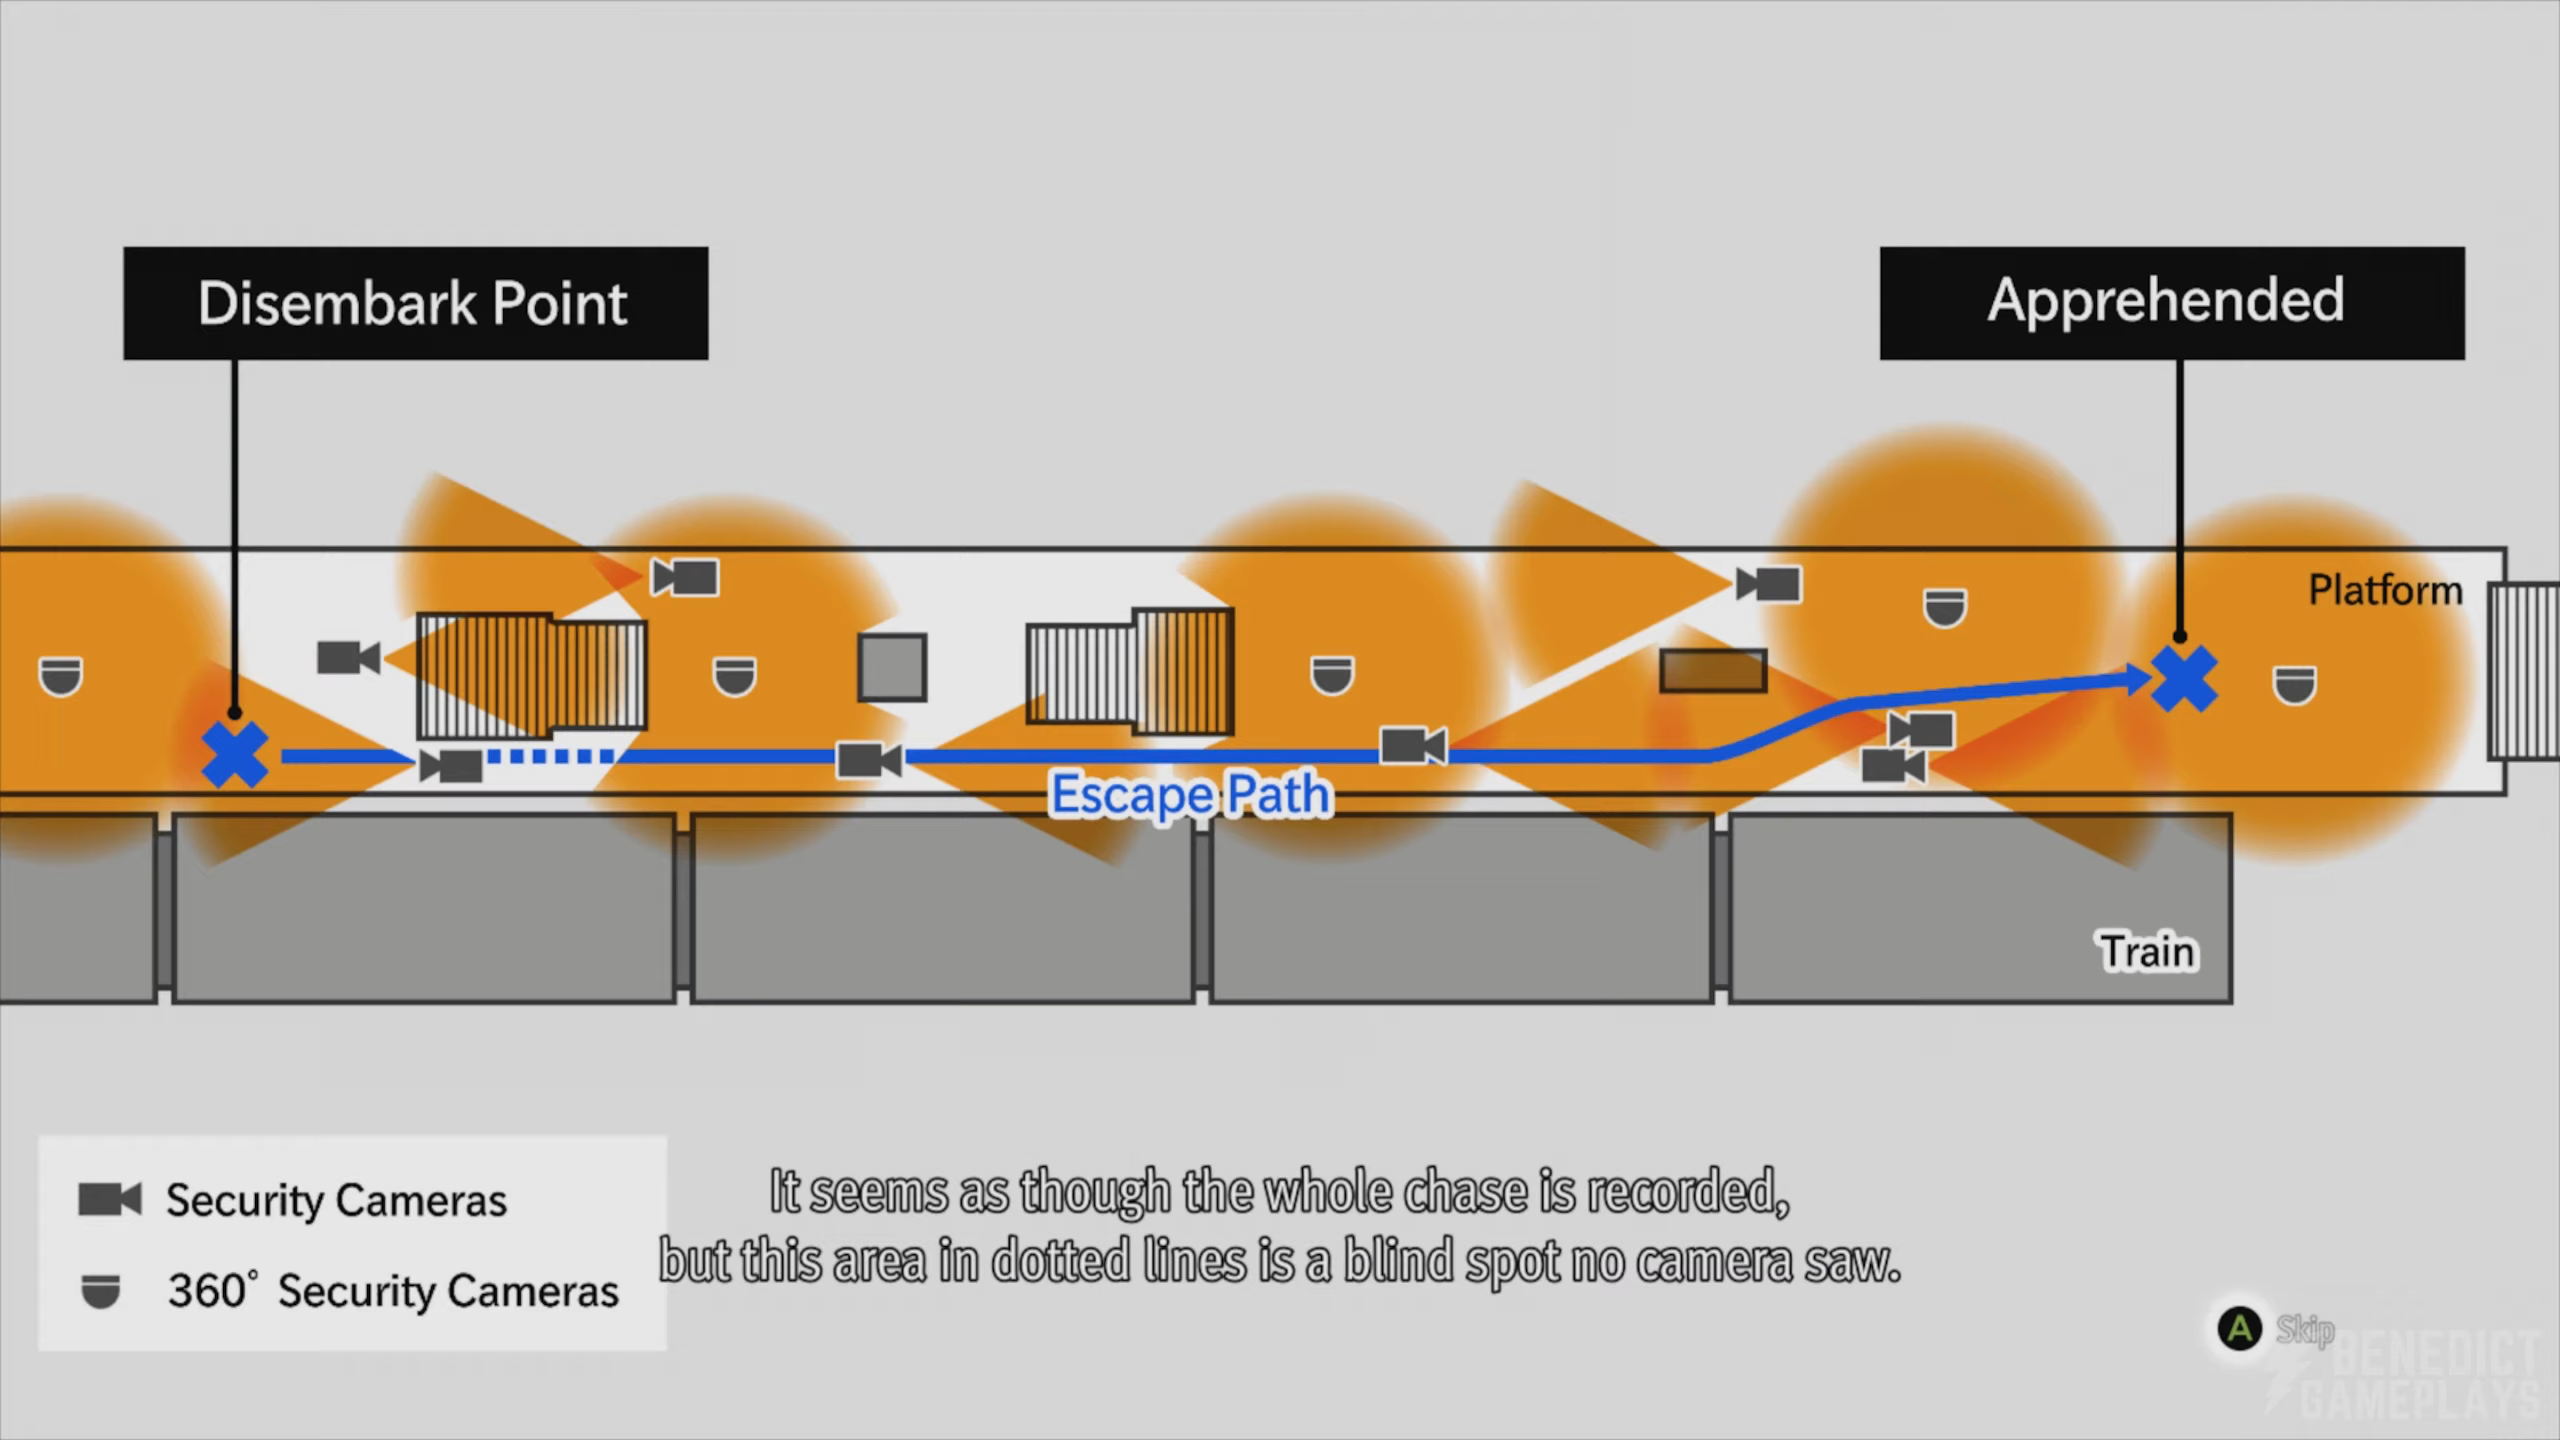 Disembark Point
Apprehended
Platform
Escape Path
Train
Security Cameras
360° Security Cameras
It seems as though the whole chase is recorded,
but this area in dotted lines is a blind spot no camera saw.
A Skip
BENEDICT
GAMEPLAYS